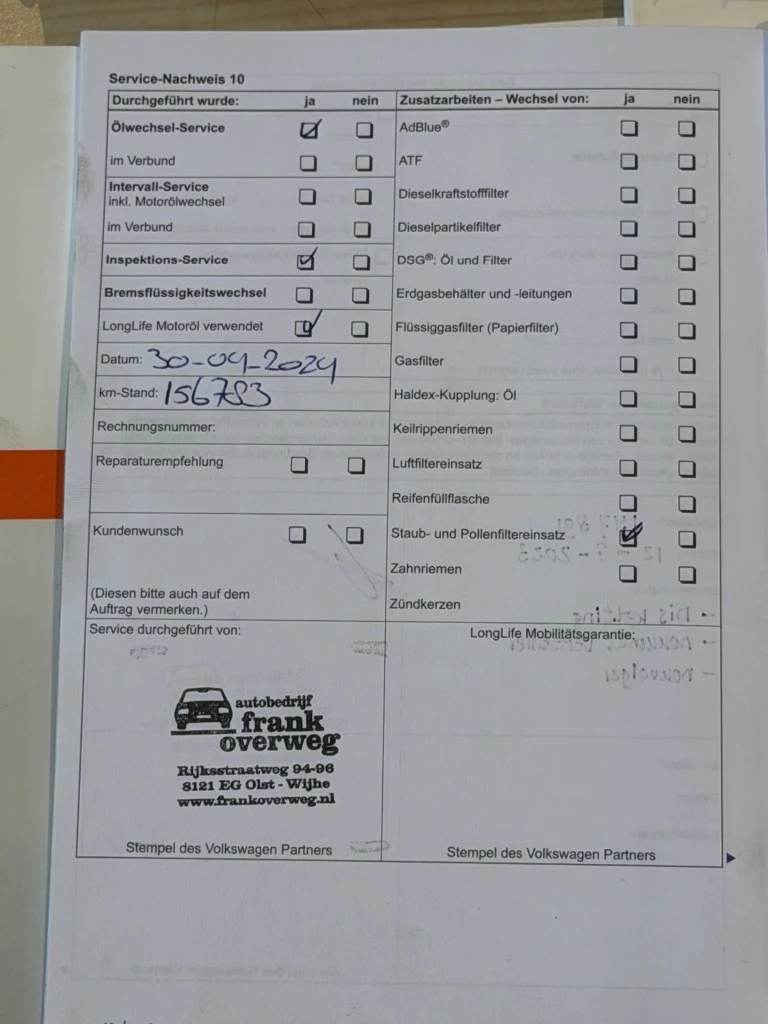 Service-Nachweis 10
Durchgeführt wurde: ja nein
Ölwechsel-Service
im Verbund
Intervall-Service
inkl. Motorölwechsel
im Verbund
Inspektions-Service
Bremsflüssigkeitswechsel
LongLife Motoröl verwendet
Datum: 30-04-2024
km-Stand: 156783
Rechnungsnummer:
Reparaturempfehlung
Kundenwunsch
(Diesen bitte auch auf dem
Auftrag vermerken.)
Zusatzarbeiten – Wechsel von: ja nein
AdBlue®
ATF
Dieselkraftstofffilter
Dieselpartikelfilter
DSG®: Öl und Filter
Erdgasbehälter und -leitungen
Flüssiggasfilter (Papierfilter)
Gasfilter
Haldex-Kupplung: Öl
Keilrippenriemen
Luftfiltereinsatz
Reifenfüllflasche
Staub- und Pollenfiltereinsatz
Zahnriemen
Zündkerzen
Service durchgeführt von:
autobedrijf
frank
overweg
Rijksstraatweg 94-96
8121 EG Olst - Wijhe
www.frankoverweg.nl
Stempel des Volkswagen Partners
LongLife Mobilitätsgarantie:
Stempel des Volkswagen Partners